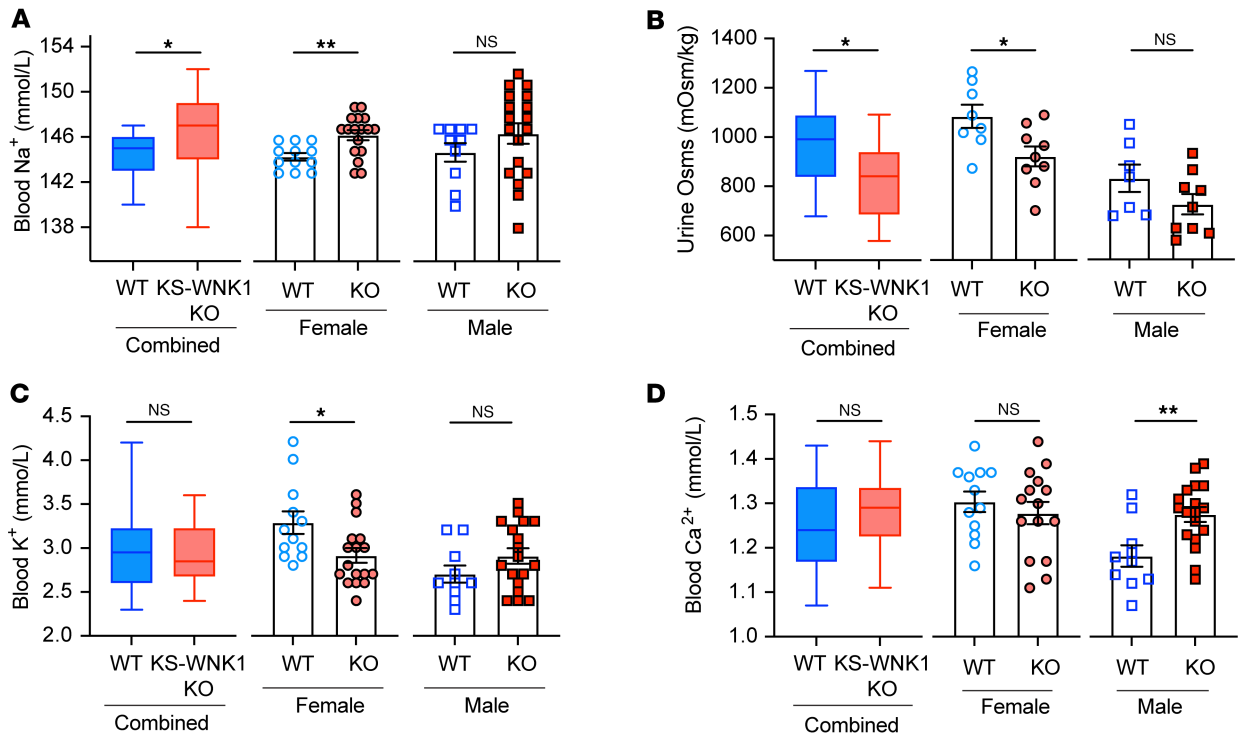 A
Blood Na+ (mmol/L)
154
150
146
142
138
*
**
NS
WT KS-WNK1 KO
Combined
WT KO
Female
WT KO
Male
B
Urine Osms (mOsm/kg)
1400
1200
1000
800
600
*
*
NS
WT KS-WNK1 KO
Combined
WT KO
Female
WT KO
Male
C
Blood K+ (mmo/L)
4.5
4.0
3.5
3.0
2.5
2.0
NS
*
NS
WT KS-WNK1 KO
Combined
WT KO
Female
WT KO
Male
D
Blood Ca2+ (mmol/L)
1.5
1.4
1.3
1.2
1.1
1.0
NS
NS
**
WT KS-WNK1 KO
Combined
WT KO
Female
WT KO
Male